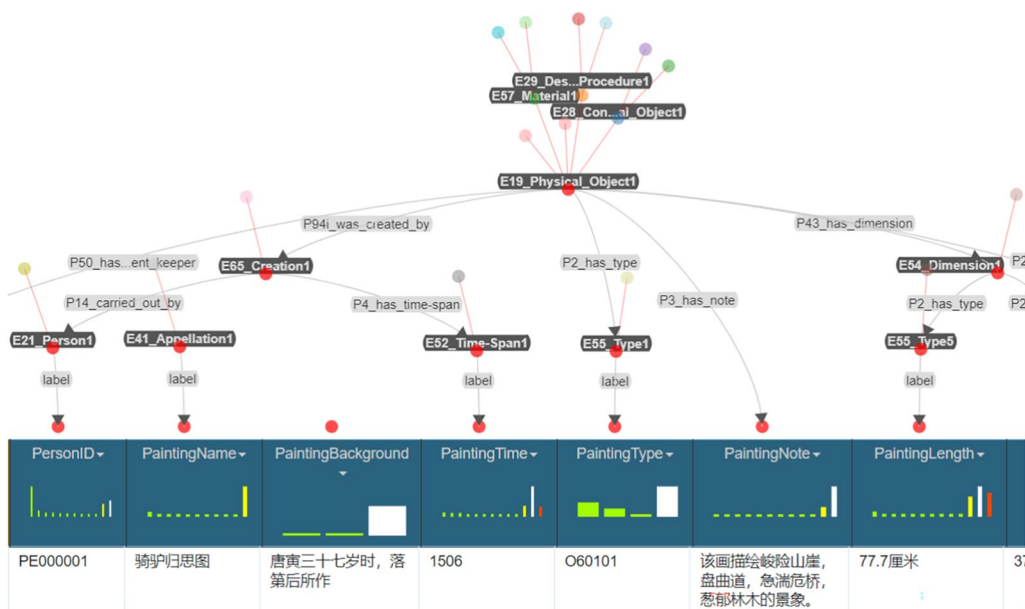 E29_Des...Procedure1
E57_Material1
E28_Con...al_Object1
E19_Physical_Object1
P94i_was_created_by
P43_has_dimension
P50_has...ent_keeper
E65_Creation1
P2_has_type
E54_Dimension1
P2
P14_carried_out_by
P4_has_time-span
P3_has_note
P2_has_type
P2
E21_Person1
E41_Appellation1
E52_Time-Span1
E55_Type1
E55_Type5
label
label
label
label
label
PersonID
PaintingName
PaintingBackground
PaintingTime
PaintingType
PaintingNote
PaintingLength
PE000001
骑驴归思图
唐寅三十七岁时，落
第后所作
1506
O60101
该画描绘峻险山崖，
盘曲道，急湍危桥，
葱郁林木的景象。
77.7厘米
37